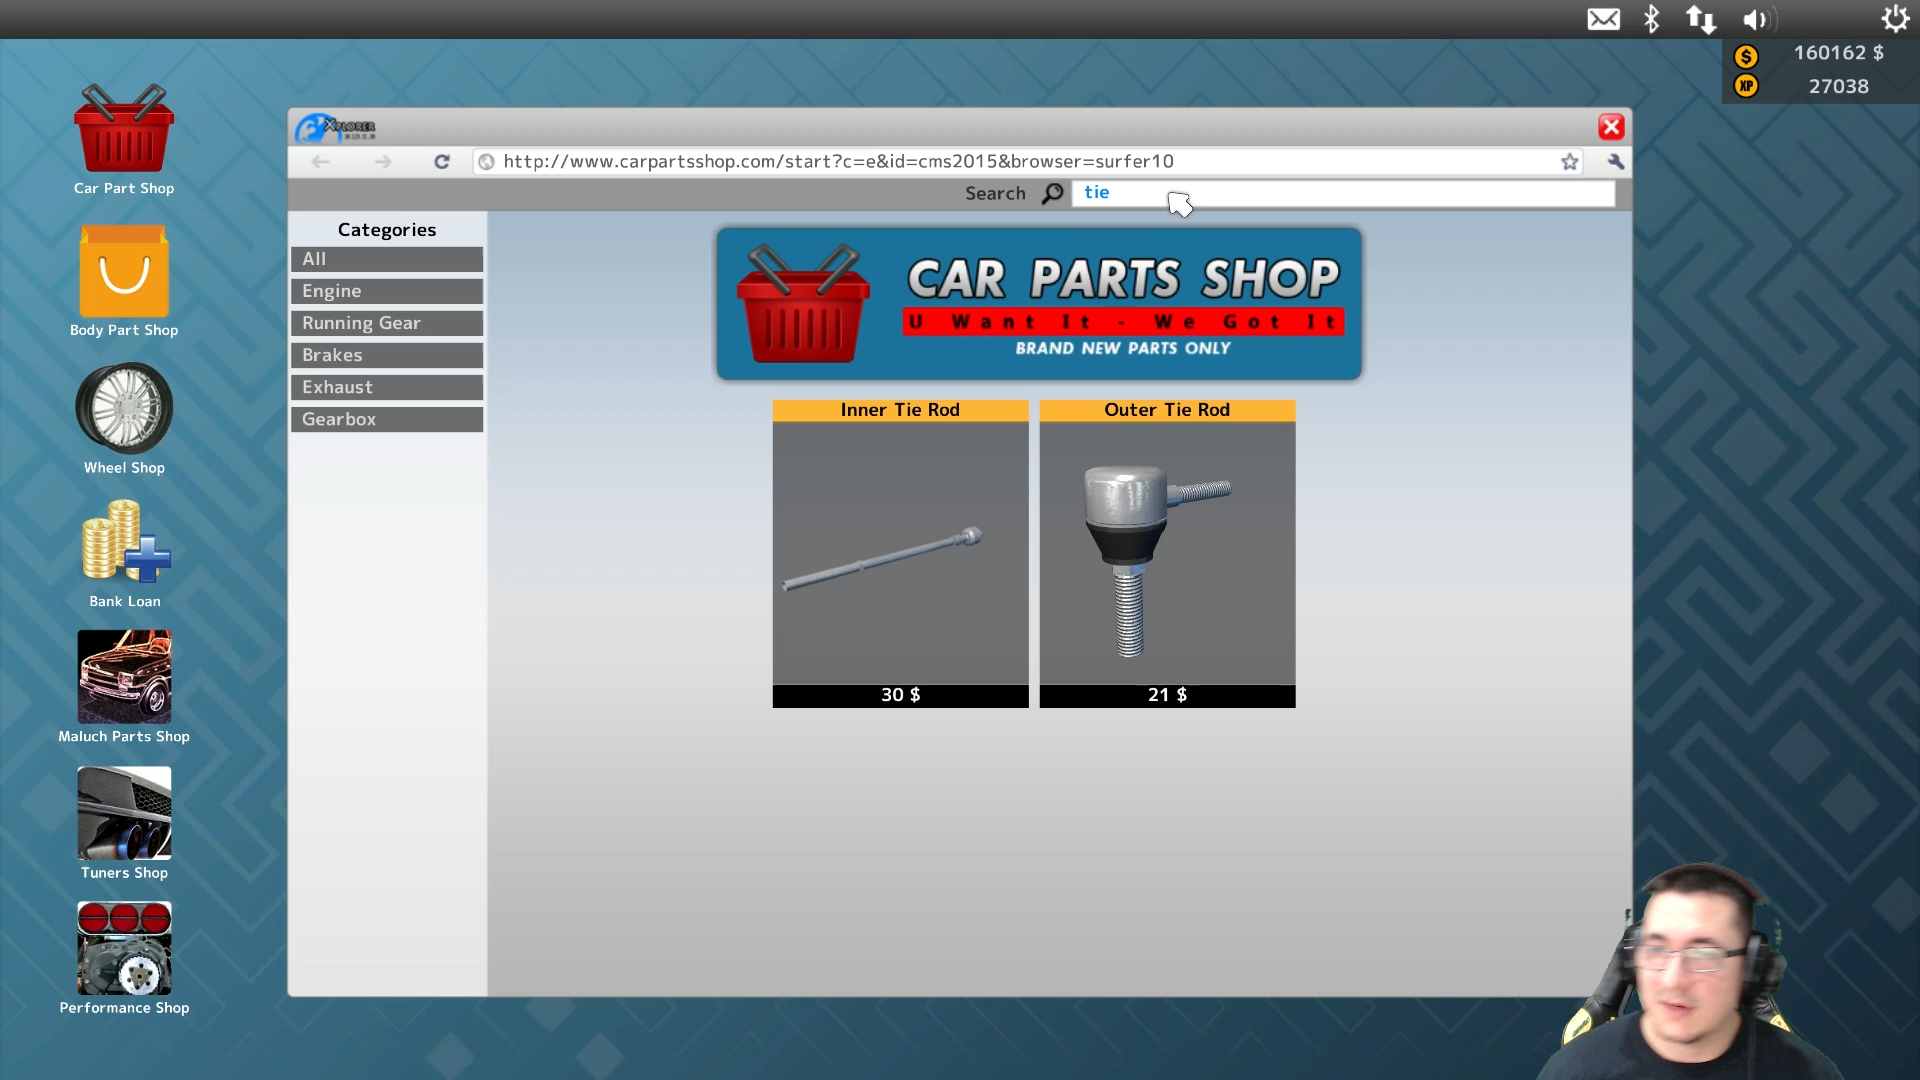 160162 $
XP 27038
Car Part Shop
Body Part Shop
Wheel Shop
Bank Loan
Maluch Parts Shop
Tuners Shop
Performance Shop
XPLORER
http://www.carpartsshop.com/start?c=e&id=cms2015&browser=surfer10
Search tie
Categories
All
Engine
Running Gear
Brakes
Exhaust
Gearbox
CAR PARTS SHOP
U Want It - We Got It
BRAND NEW PARTS ONLY
Inner Tie Rod
30 $
Outer Tie Rod
21 $